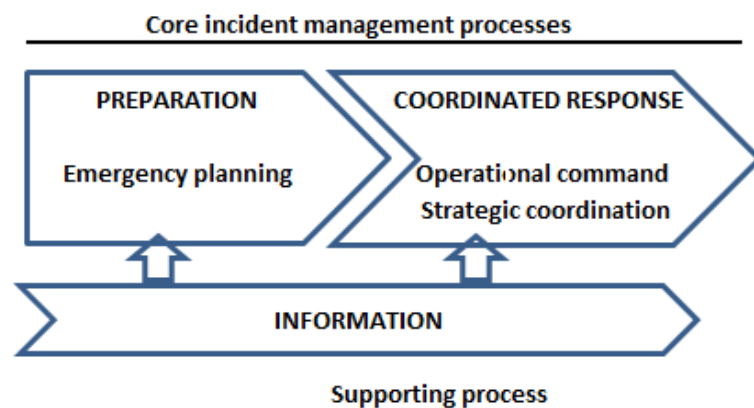 Core incident management processes
PREPARATION
Emergency planning
COORDINATED RESPONSE
Operational command
Strategic coordination
INFORMATION
Supporting process